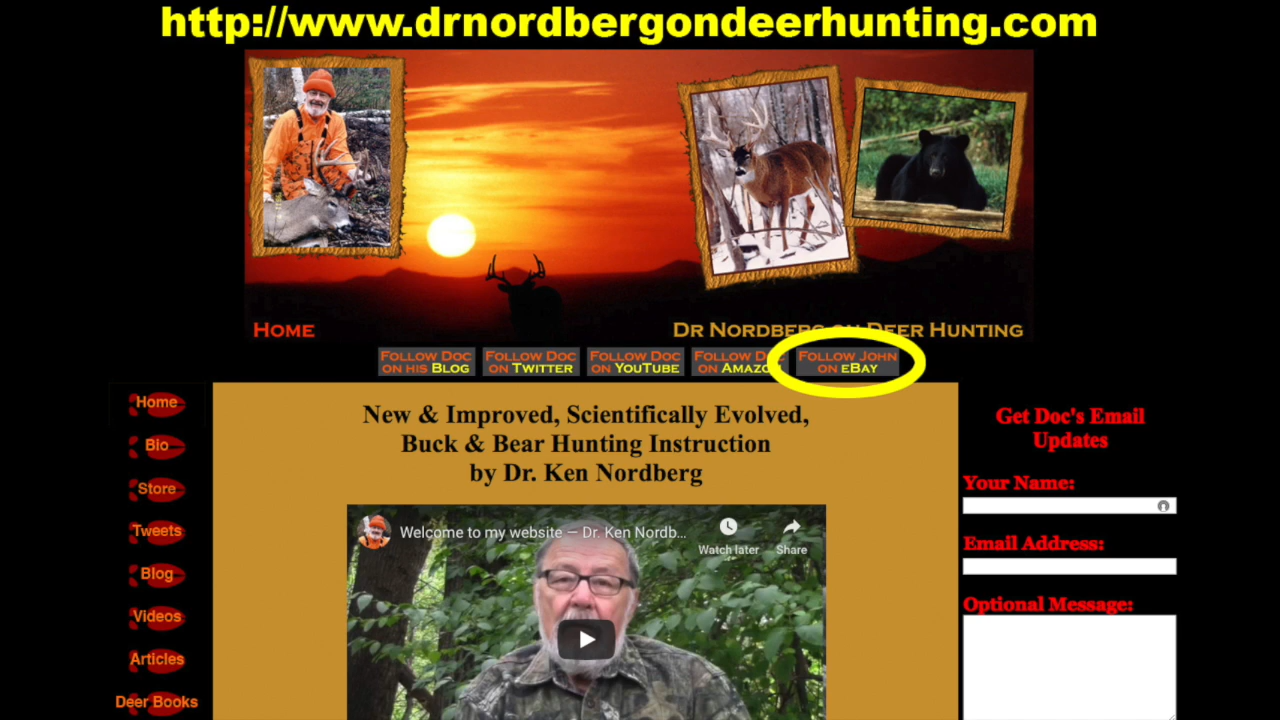 http://www.drnordbergondeerhunting.com
Home
Dr Nordberg on Deer Hunting
Follow Doc
on his Blog
Follow Doc
on Twitter
Follow Doc
on YouTube
Follow Doc
on Amazon
Follow John
on eBay
Home
Bio
Store
Tweets
Blog
Videos
Articles
Deer Books
New & Improved, Scientifically Evolved,
Buck & Bear Hunting Instruction
by Dr. Ken Nordberg
Welcome to my website — Dr. Ken Nordb...
Watch later
Share
Get Doc's Email
Updates
Your Name:
Email Address:
Optional Message: